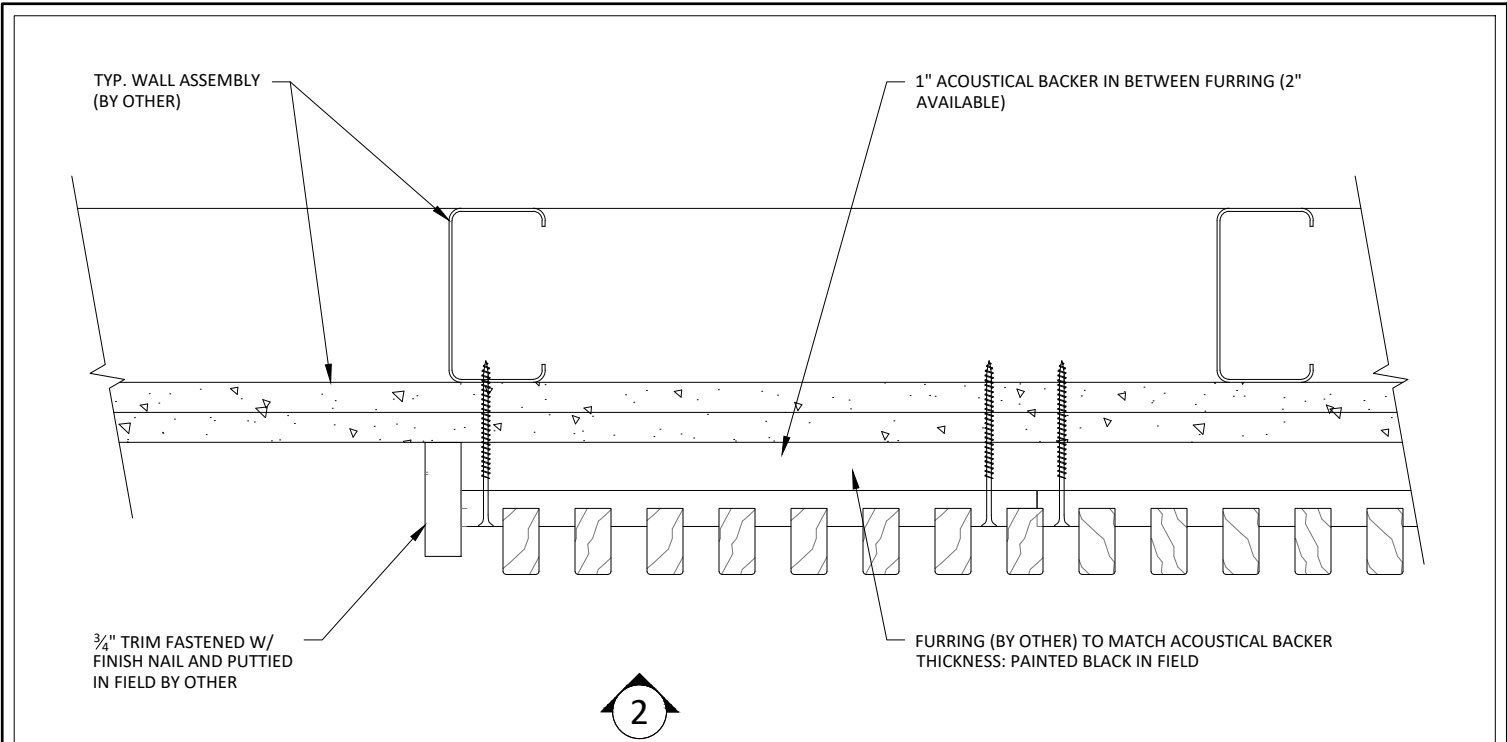 TYP. WALL ASSEMBLY
(BY OTHER)
1" ACOUSTICAL BACKER IN BETWEEN FURRING (2"
AVAILABLE)
¾" TRIM FASTENED W/
FINISH NAIL AND PUTTIED
IN FIELD BY OTHER
FURRING (BY OTHER) TO MATCH ACOUSTICAL BACKER
THICKNESS: PAINTED BLACK IN FIELD
2